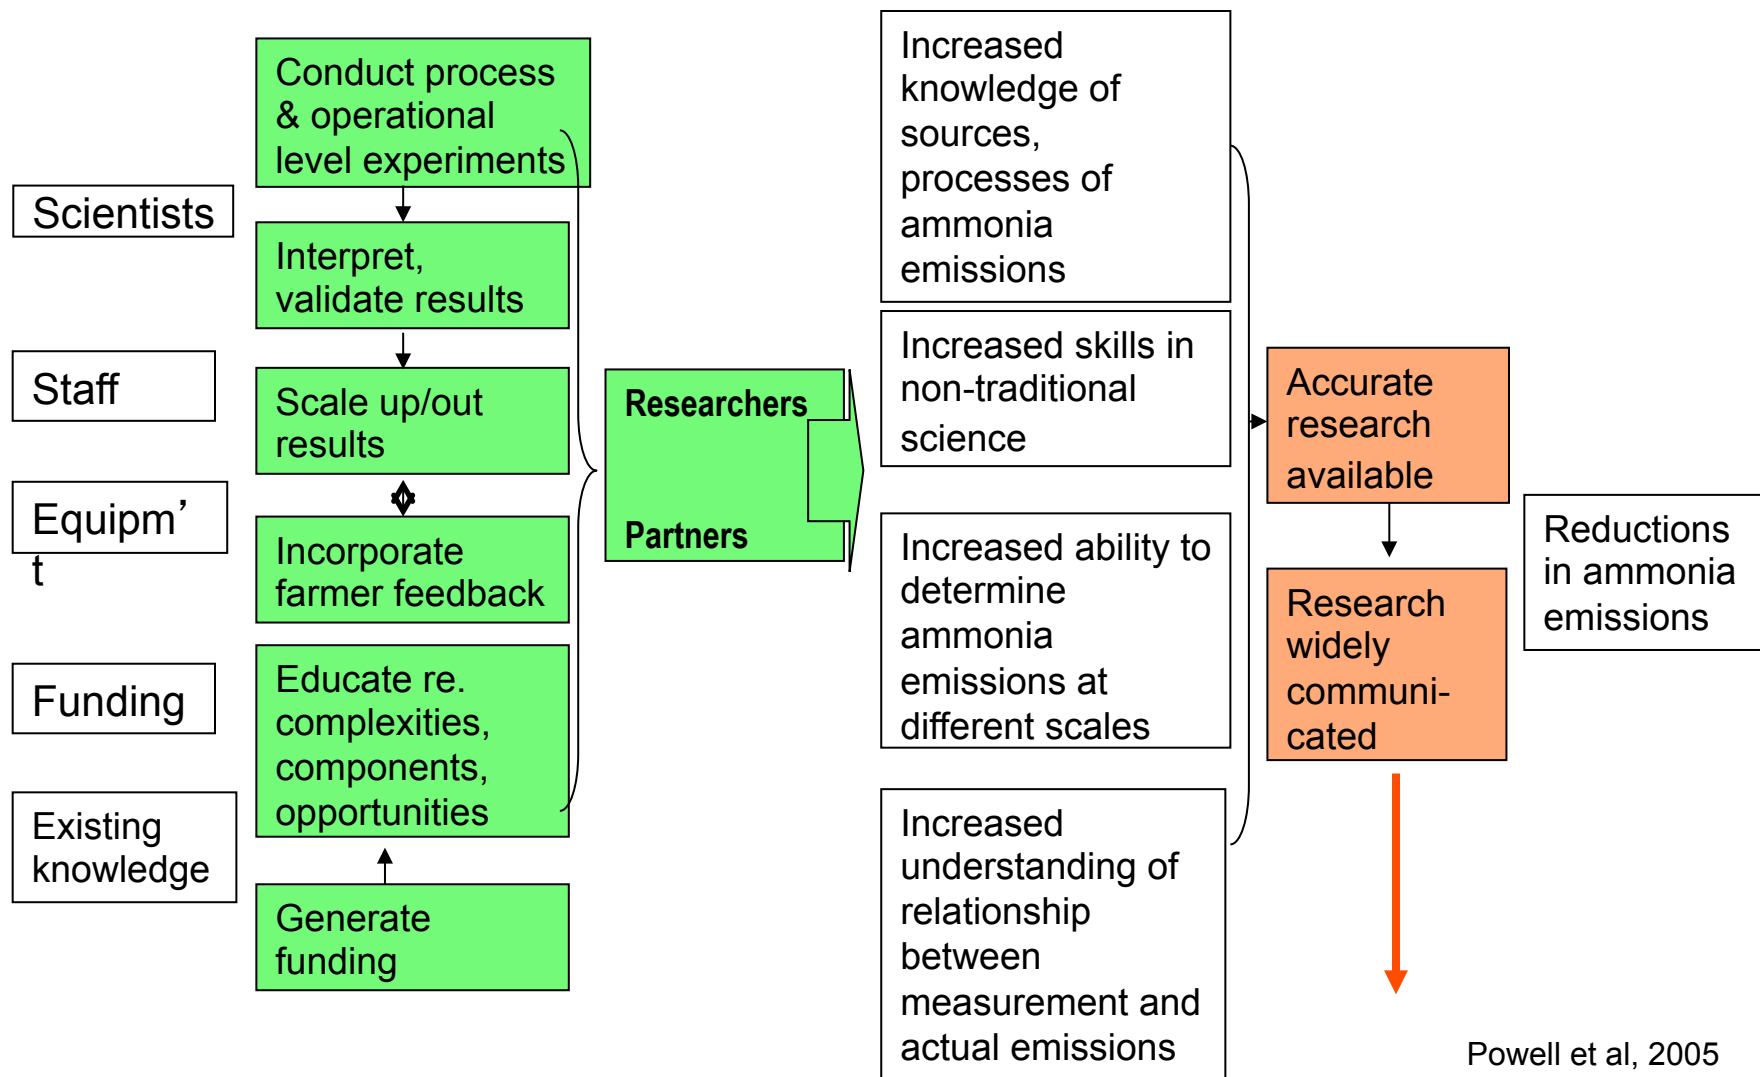 Scientists
Staff
Equipm’
t
Funding
Existing
knowledge
Conduct process
& operational
level experiments
Interpret,
validate results
Scale up/out
results
Incorporate
farmer feedback
Educate re.
complexities,
components,
opportunities
Generate
funding
Researchers
Partners
Increased
knowledge of
sources,
processes of
ammonia
emissions
Increased skills in
non-traditional
science
Increased ability to
determine
ammonia
emissions at
different scales
Increased
understanding of
relationship
between
measurement and
actual emissions
Accurate
research
available
Research
widely
communi-
cated
Reductions
in ammonia
emissions
Powell et al, 2005